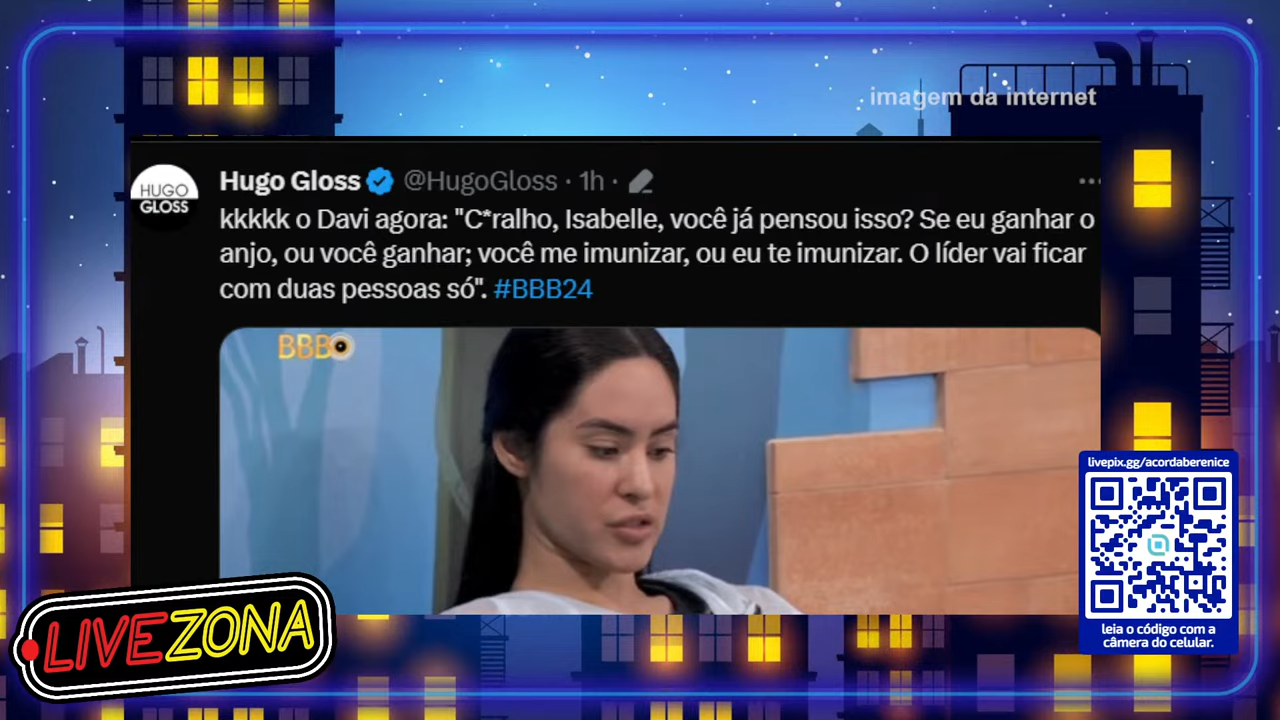 imagem da internet
HUGO
GLOSS
Hugo Gloss @HugoGloss · 1h ·
kkkkk o Davi agora: "C*ralho, Isabelle, você já pensou isso? Se eu ganhar o
anjo, ou você ganhar; você me imunizar, ou eu te imunizar. O líder vai ficar
com duas pessoas só". #BBB24
BBB
livepix.gg/acordaberenice
leia o código com a
câmera do celular.
LIVEZONA